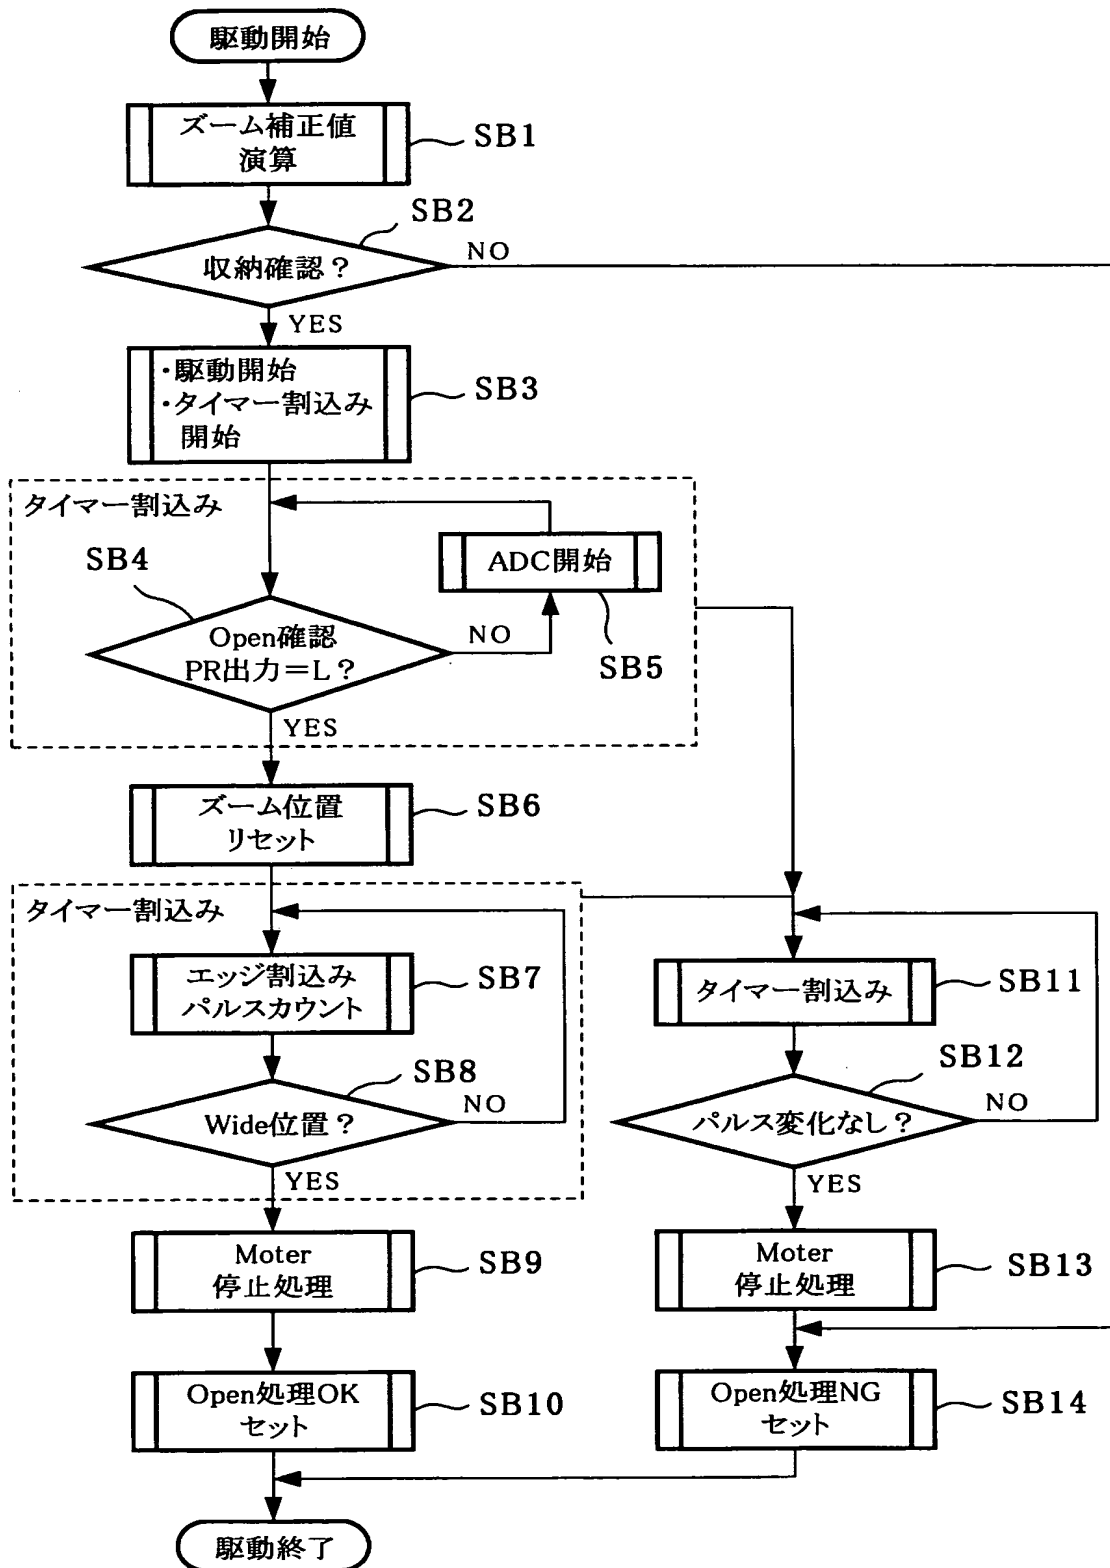 駆動開始
ズーム補正値
演算
SB1
SB2
収納確認？
NO
YES
・駆動開始
・タイマー割込み
開始
SB3
タイマー割込み
SB4
ADC開始
Open確認
PR出力＝L？
NO
SB5
YES
ズーム位置
リセット
SB6
タイマー割込み
エッジ割込み
パルスカウント
SB7
SB8
Wide位置？
NO
YES
Moter
停止処理
SB9
Open処理OK
セット
SB10
タイマー割込み
SB11
SB12
パルス変化なし？
NO
YES
Moter
停止処理
SB13
Open処理NG
セット
SB14
駆動終了